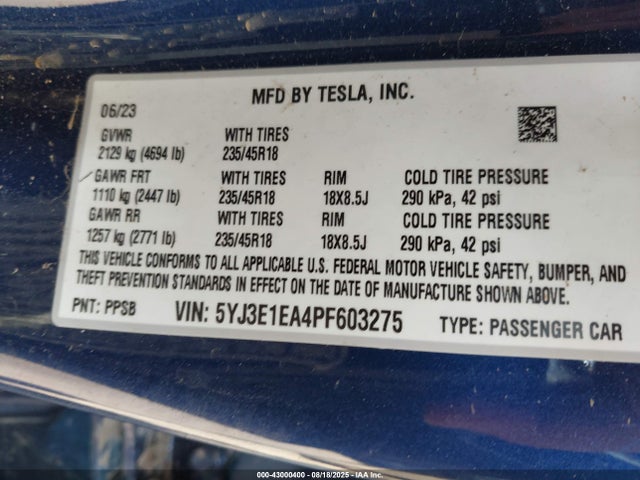 MFD BY TESLA, INC.
06/23
GVWR WITH TIRES
2129 kg (4694 lb) 235/45R18
GAWR FRT WITH TIRES RIM COLD TIRE PRESSURE
1110 kg (2447 lb) 235/45R18 18X8.5J 290 kPa, 42 psi
GAWR RR WITH TIRES RIM COLD TIRE PRESSURE
1257 kg (2771 lb) 235/45R18 18X8.5J 290 kPa, 42 psi
THIS VEHICLE CONFORMS TO ALL APPLICABLE U.S. FEDERAL MOTOR VEHICLE SAFETY, BUMPER, AND
THEFT PREVENTION STANDARDS IN EFFECT ON THE DATE OF MANUFACTURE SHOWN ABOVE.
PNT: PPSB VIN: 5YJ3E1EA4PF603275 TYPE: PASSENGER CAR
000-43000400 - 08/18/2025 - IAA Inc.